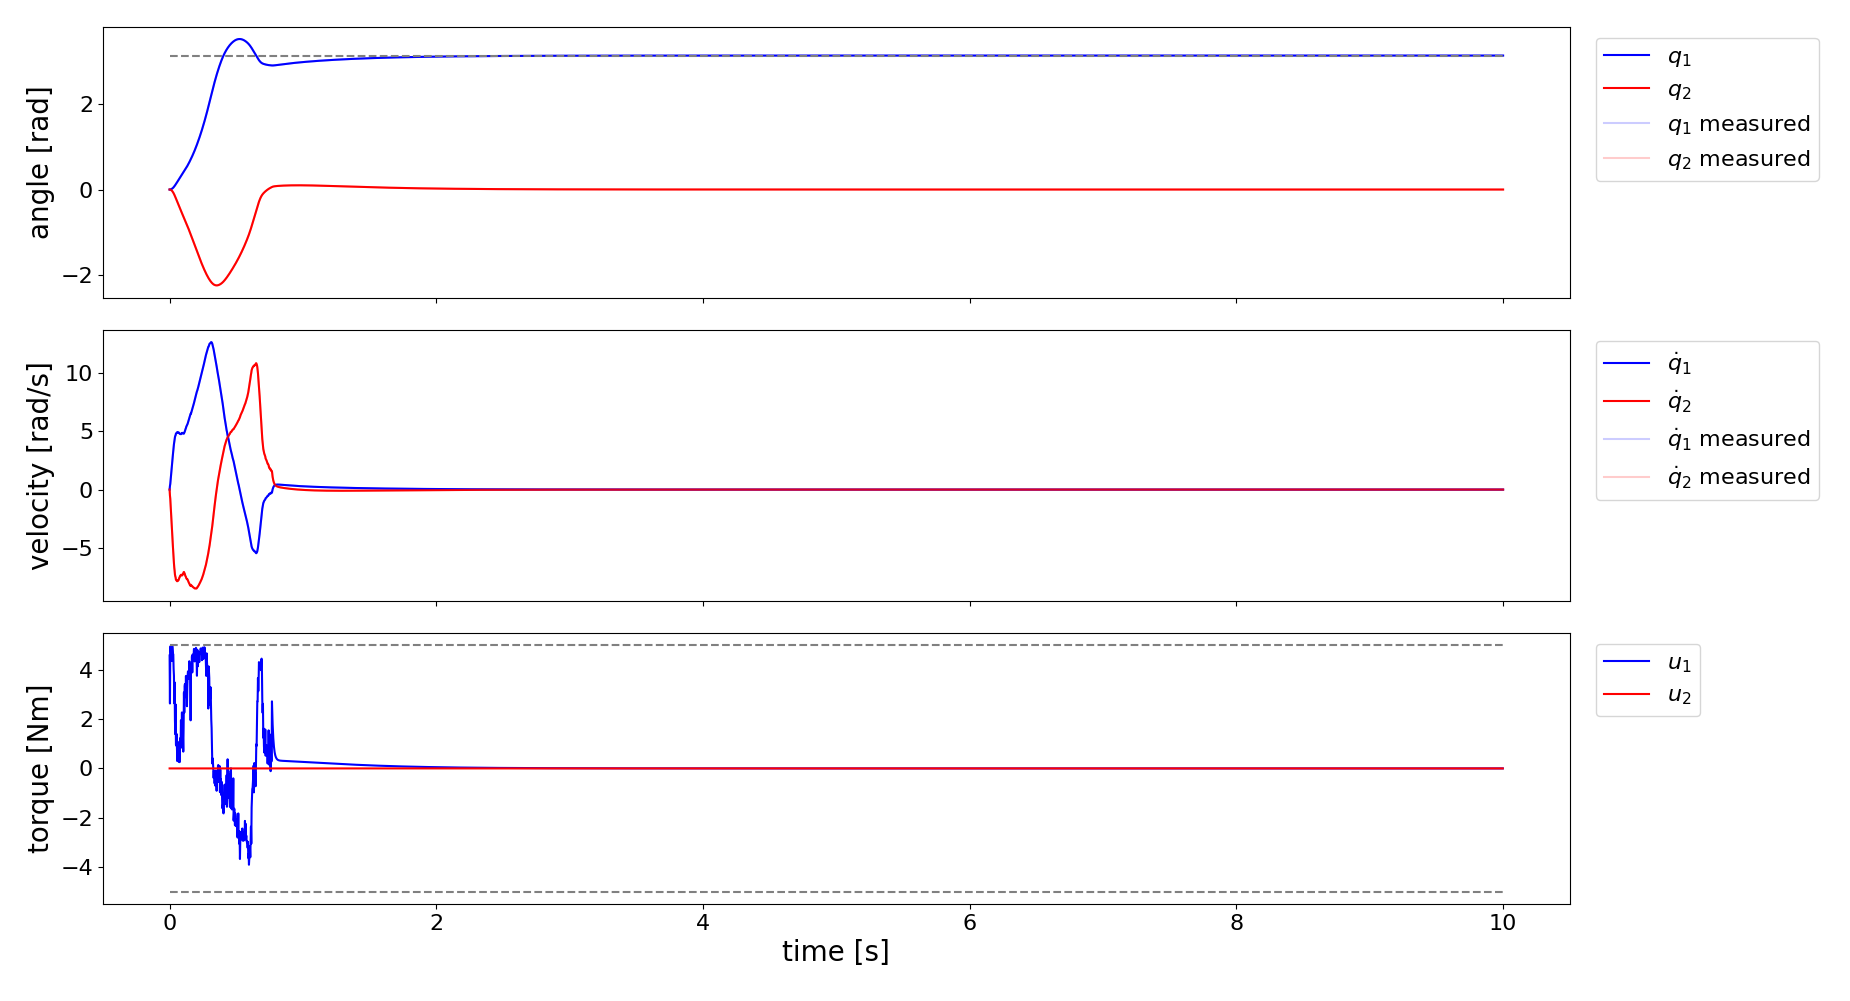 angle [rad]
2
0
−2
q₁
q₂
q₁ measured
q₂ measured
velocity [rad/s]
10
5
0
−5
q̇₁
q̇₂
q̇₁ measured
q̇₂ measured
torque [Nm]
4
2
0
−2
−4
u₁
u₂
0 2 4 6 8 10
time [s]